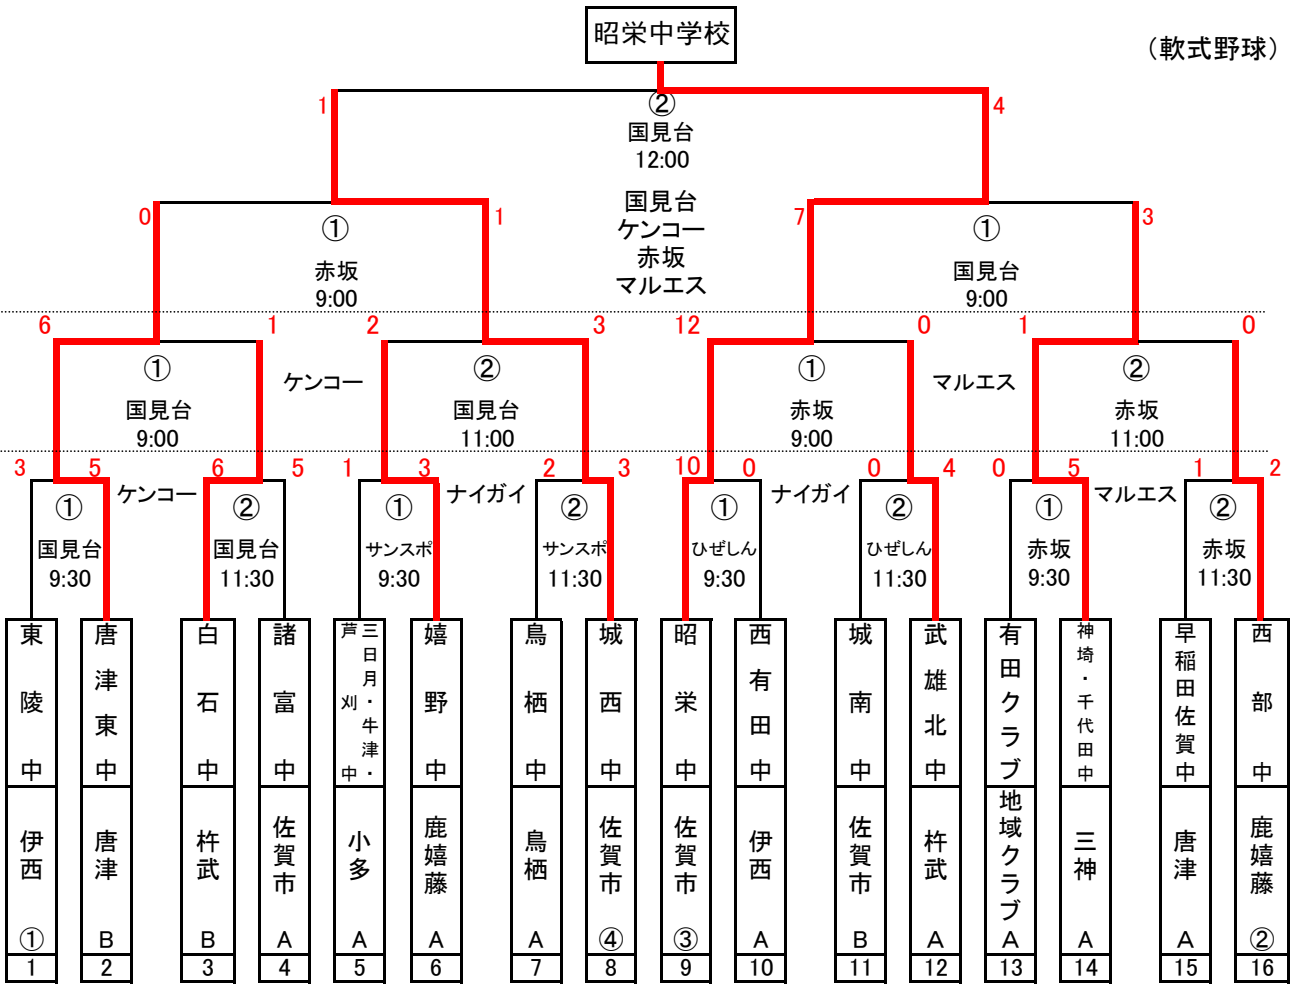 昭栄中学校
（軟式野球）
1
4
②
国見台
12:00
国見台
ケンコー
赤坂
マルエス
0
1
7
3
①
赤坂
9:00
①
国見台
9:00
6
1
2
3
12
0
1
0
①
国見台
9:00
ケンコー
②
国見台
11:00
①
赤坂
9:00
マルエス
②
赤坂
11:00
3
5
6
5
1
3
2
3
10
0
0
4
0
5
1
2
①
国見台
9:30
ケンコー
②
国見台
11:30
①
サンスポ
9:30
ナイガイ
②
サンスポ
11:30
①
ひぜしん
9:30
ナイガイ
②
ひぜしん
11:30
①
赤坂
9:30
マルエス
②
赤坂
11:30
東陵中
伊西
①
1
唐津東中
唐津
B
2
白石中
杵武
B
3
諸富中
佐賀市
A
4
三日月・牛津・
芦刈中
小多
A
5
嬉野中
鹿嬉藤
A
6
鳥栖中
鳥栖
A
7
城西中
佐賀市
④
8
昭栄中
佐賀市
③
9
西有田中
伊西
A
10
城南中
佐賀市
B
11
武雄北中
杵武
A
12
有田クラブ
地域クラブ
A
13
神埼・千代田中
三神
A
14
早稲田佐賀中
唐津
A
15
西部中
鹿嬉藤
②
16